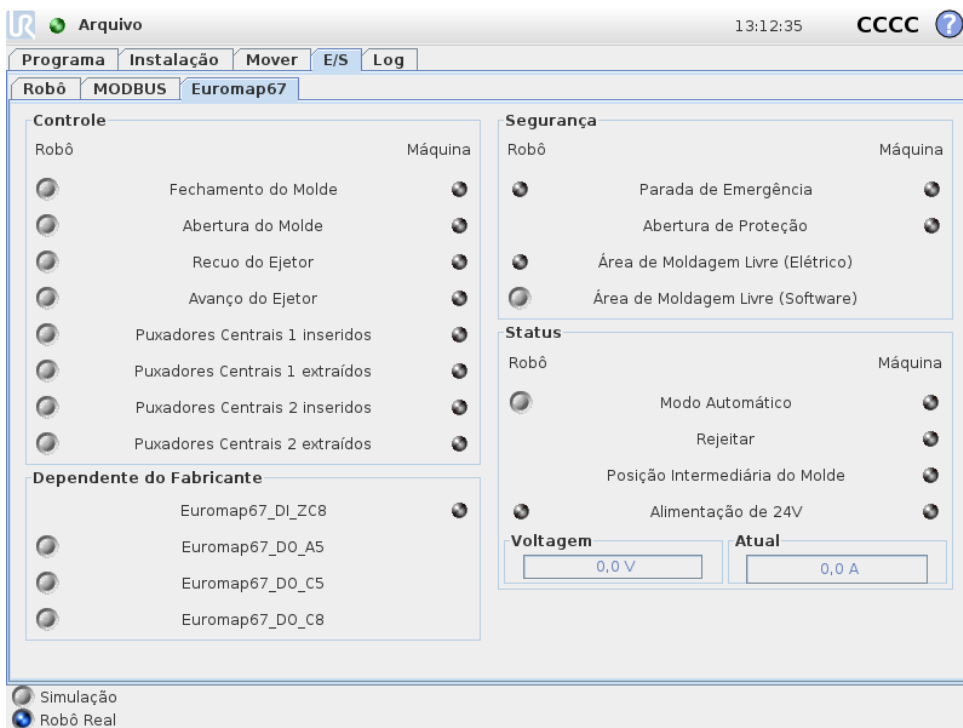 UR Arquivo 13:12:35 CCCC ?
Programa Instalação Mover E/S Log
Robô MODBUS Euromap67
Controle
Robô Máquina
Fechamento do Molde
Abertura do Molde
Recuo do Ejetor
Avanço do Ejetor
Puxadores Centrais 1 inseridos
Puxadores Centrais 1 extraídos
Puxadores Centrais 2 inseridos
Puxadores Centrais 2 extraídos
Dependente do Fabricante
Euromap67_DI_ZC8
Euromap67_DO_A5
Euromap67_DO_C5
Euromap67_DO_C8
Segurança
Robô Máquina
Parada de Emergência
Abertura de Proteção
Área de Moldagem Livre (Elétrico)
Área de Moldagem Livre (Software)
Status
Robô Máquina
Modo Automático
Rejeitar
Posição Intermediária do Molde
Alimentação de 24V
Voltagem Atual
0,0 V 0,0 A
Simulação
Robô Real